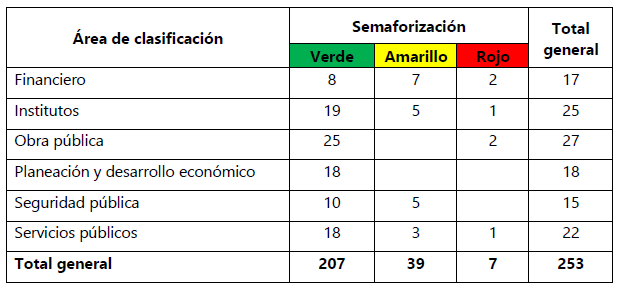 Área de clasificación Semaforización Total general
Verde Amarillo Rojo
Financiero 8 7 2 17
Institutos 19 5 1 25
Obra pública 25 2 27
Planeación y desarrollo económico 18 18
Seguridad pública 10 5 15
Servicios públicos 18 3 1 22
Total general 207 39 7 253